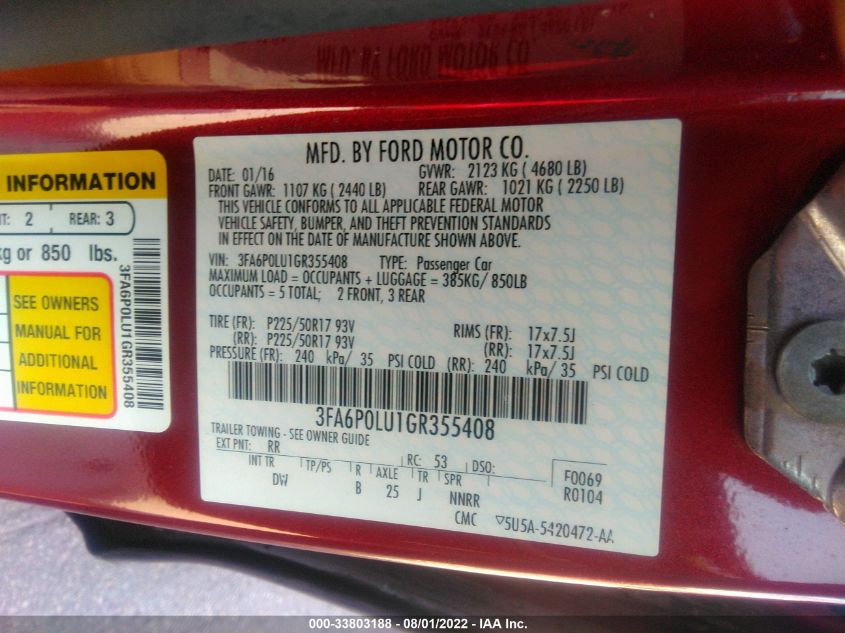 MFD. BY FORD MOTOR CO.
DATE: 01/16 GVWR: 2123 KG ( 4680 LB)
FRONT GAWR: 1107 KG ( 2440 LB) REAR GAWR: 1021 KG ( 2250 LB)
THIS VEHICLE CONFORMS TO ALL APPLICABLE FEDERAL MOTOR
VEHICLE SAFETY, BUMPER, AND THEFT PREVENTION STANDARDS
IN EFFECT ON THE DATE OF MANUFACTURE SHOWN ABOVE.
VIN: 3FA6P0LU1GR355408 TYPE: Passenger Car
MAXIMUM LOAD = OCCUPANTS + LUGGAGE = 385KG/ 850LB
OCCUPANTS = 5 TOTAL; 2 FRONT, 3 REAR
TIRE (FR): P225/50R17 93V RIMS (FR): 17x7.5J
(RR): P225/50R17 93V (RR): 17x7.5J
PRESSURE (FR): 240 kPa/ 35 PSI COLD (RR): 240 kPa/ 35 PSI COLD
3FA6P0LU1GR355408
TRAILER TOWING - SEE OWNER GUIDE
EXT PNT: RR RC: 53 DSO:
INT TR TP/PS R AXLE TR SPR
DW B 25 J NNRR
F0069
R0104
CMC ▽5U5A-5420472-AA
INFORMATION
2 REAR: 3
kg or 850 lbs.
SEE OWNERS
MANUAL FOR
ADDITIONAL
INFORMATION
3FA6P0LU1GR355408
000-33803188 - 08/01/2022 - IAA Inc.